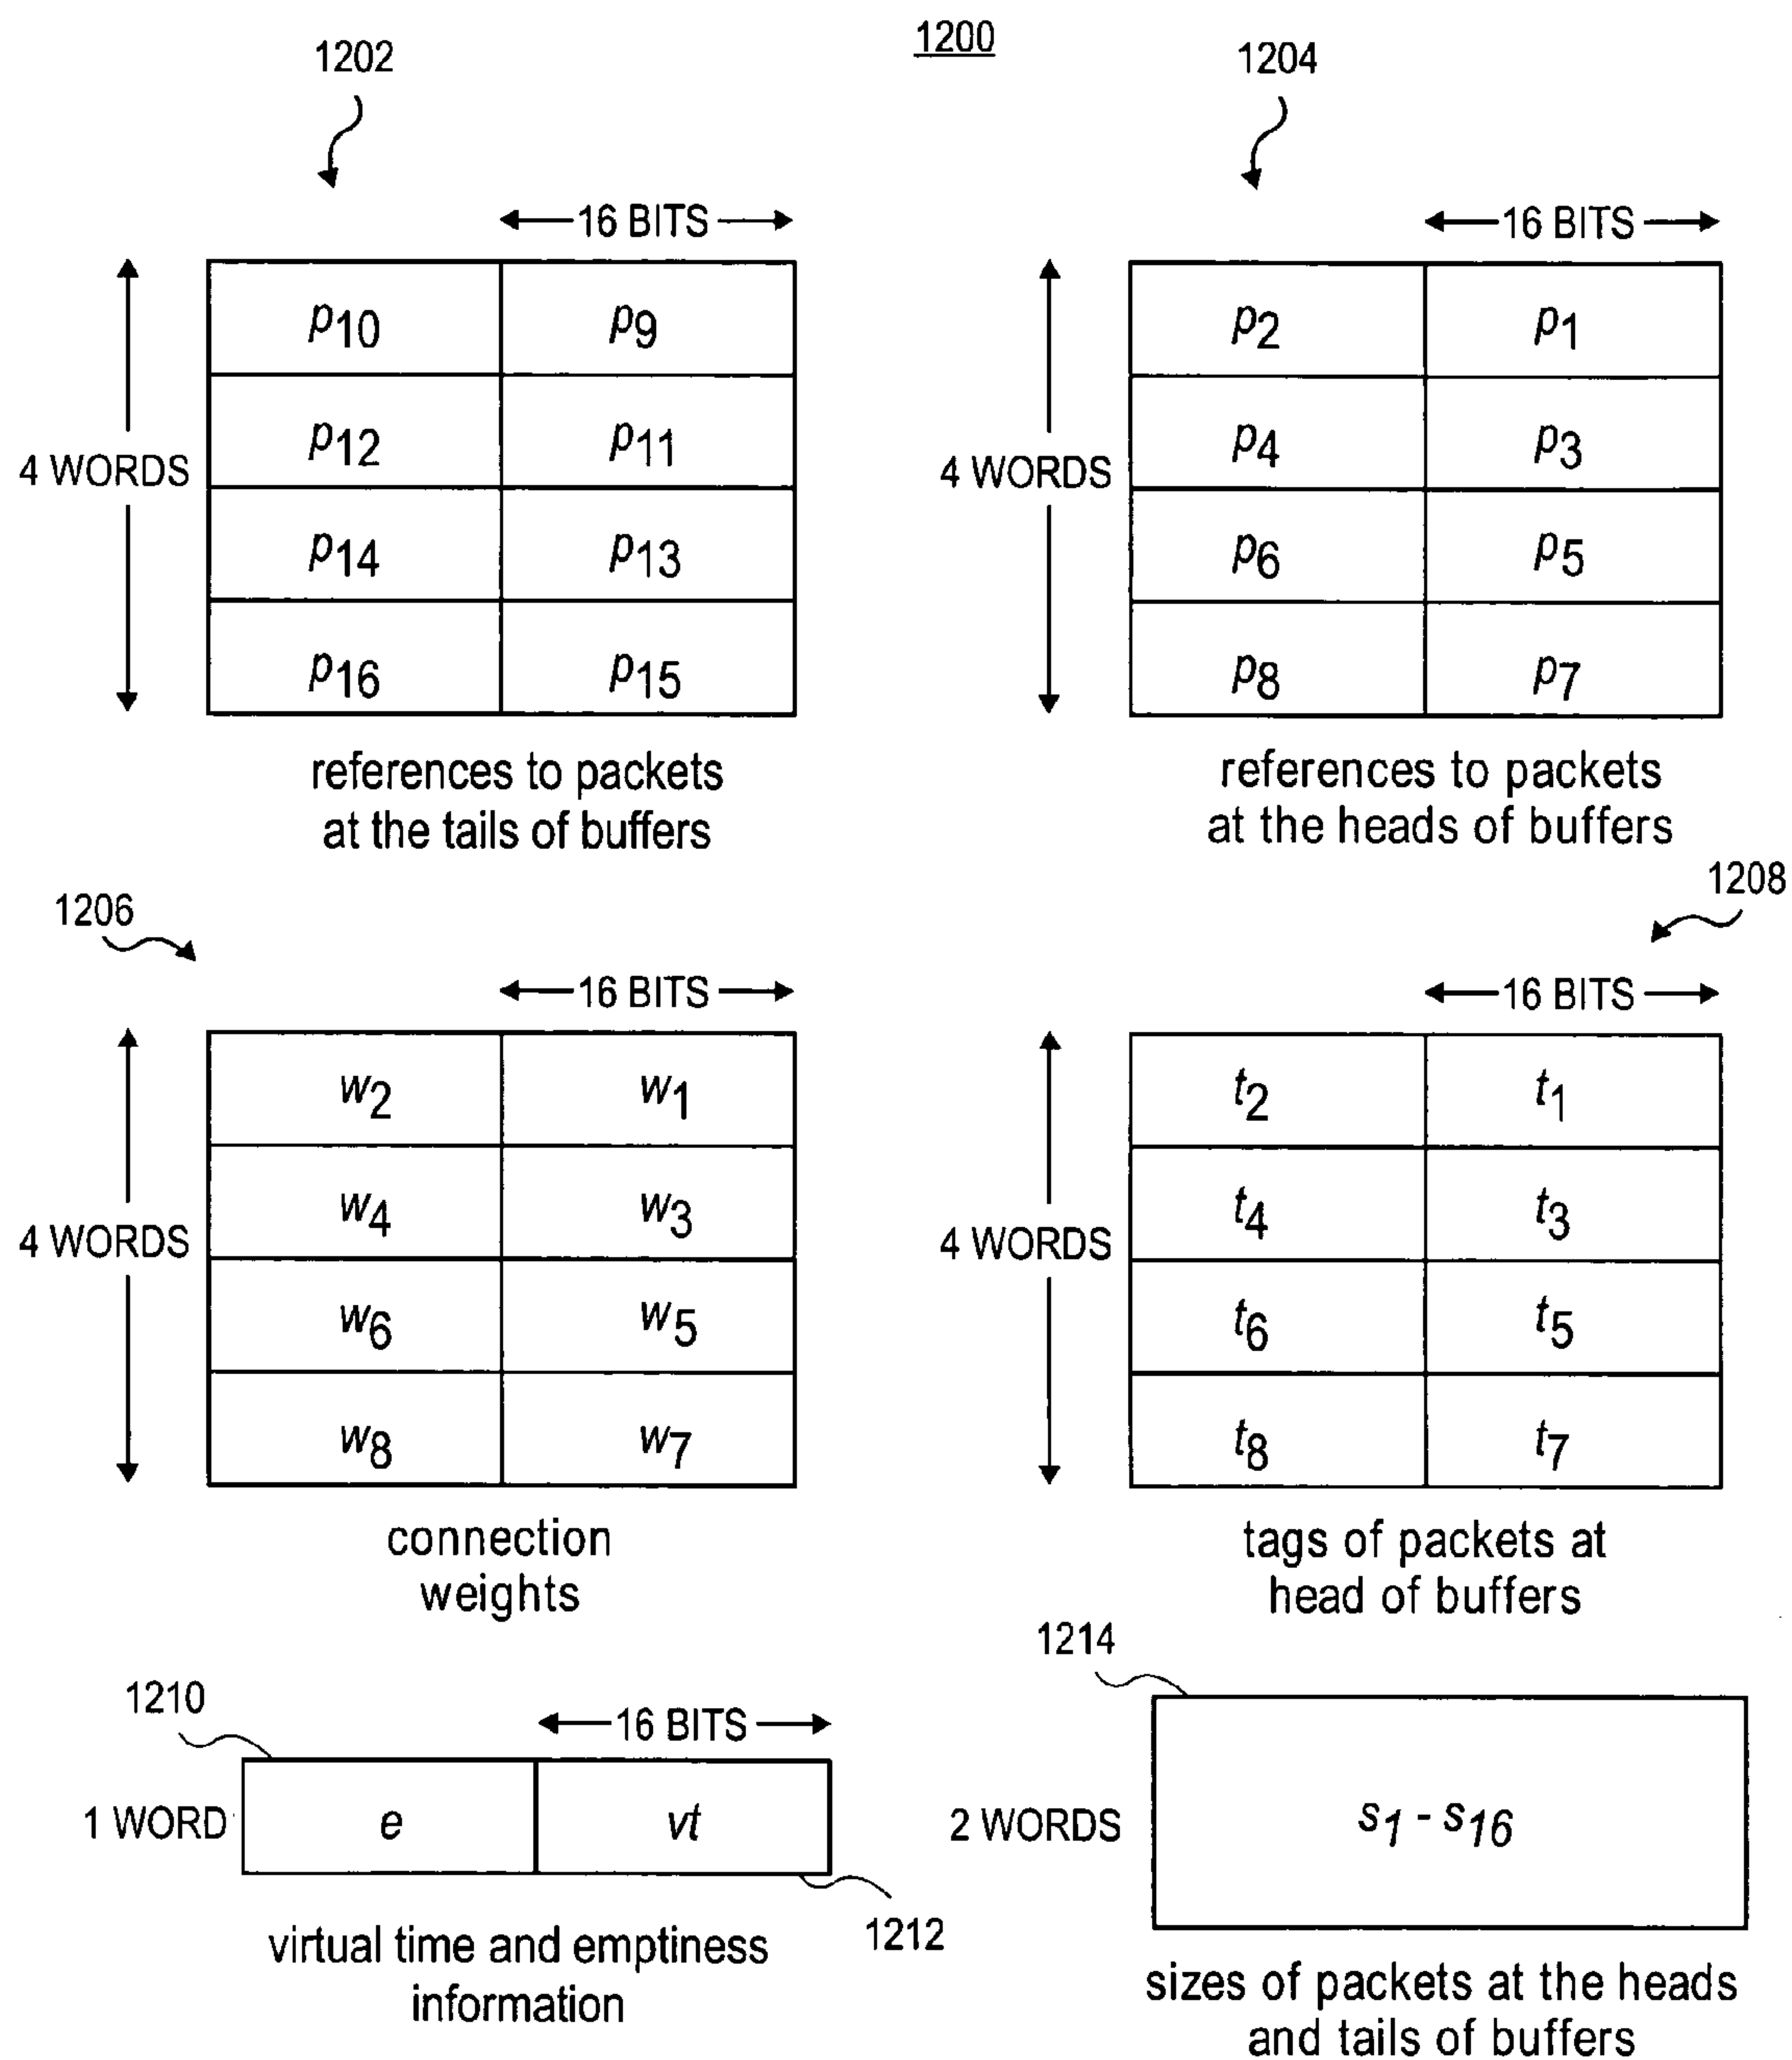 1200
1202
1204
16 BITS
16 BITS
4 WORDS
p10 p9
p12 p11
p14 p13
p16 p15
references to packets
at the tails of buffers
4 WORDS
p2 p1
p4 p3
p6 p5
p8 p7
references to packets
at the heads of buffers
1206
1208
16 BITS
16 BITS
4 WORDS
w2 w1
w4 w3
w6 w5
w8 w7
connection
weights
4 WORDS
t2 t1
t4 t3
t6 t5
t8 t7
tags of packets at
head of buffers
1210
16 BITS
1 WORD e vt
1212
virtual time and emptiness
information
1214
2 WORDS s1 - s16
sizes of packets at the heads
and tails of buffers